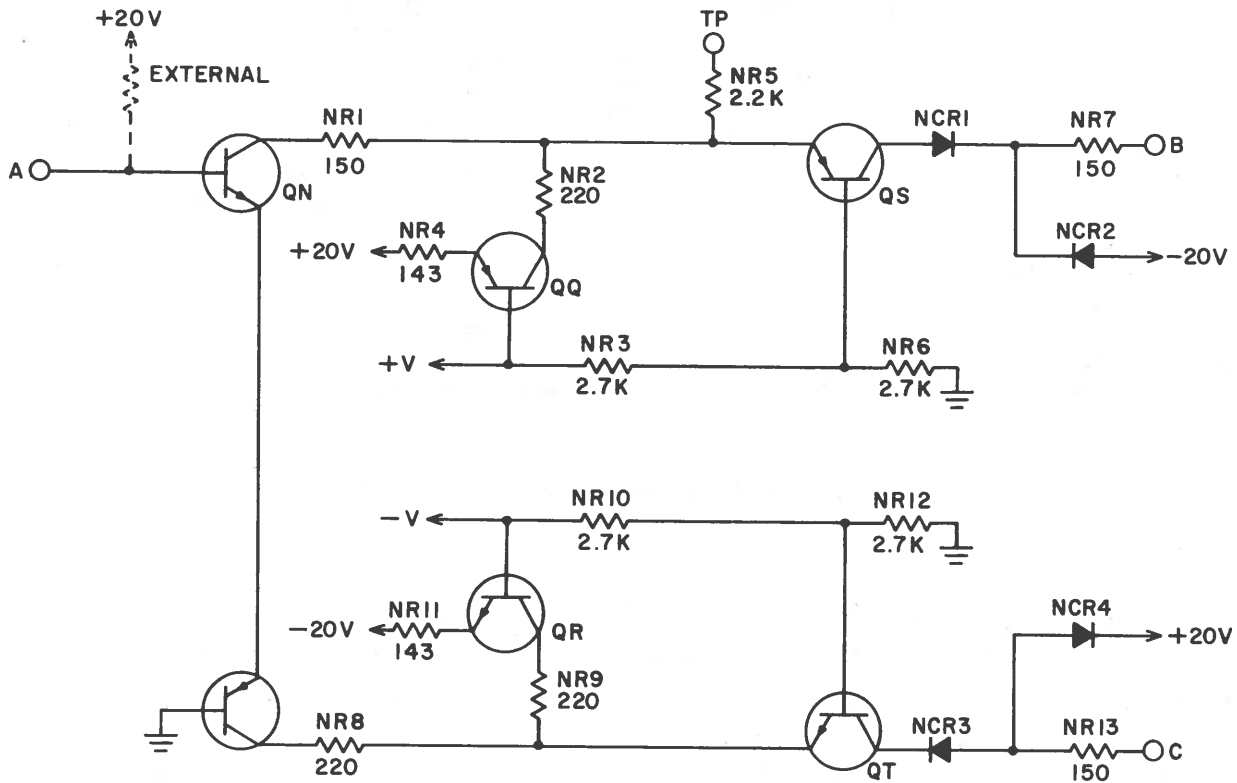 +20V
EXTERNAL
A
QN
NR1
150
TP
NR5
2.2K
NR2
220
NR4
143
+20V
QQ
QS
NCR1
NR7
150
B
NCR2
-20V
+V
NR3
2.7K
NR6
2.7K
-V
NR10
2.7K
NR12
2.7K
NR11
143
-20V
QR
NR9
220
NR8
220
QT
NCR3
NCR4
+20V
NR13
150
C